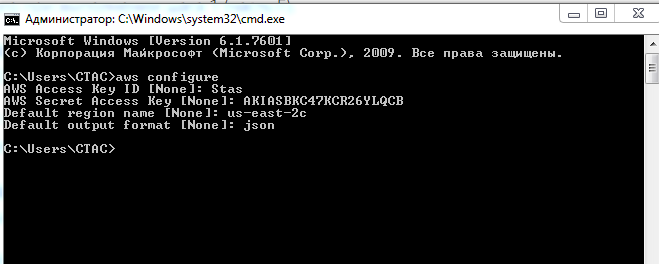 Администратор: C:\Windows\system32\cmd.exe
Microsoft Windows [Version 6.1.7601]
(c) Корпорация Майкрософт (Microsoft Corp.), 2009. Все права защищены.
C:\Users\CTAC>aws configure
AWS Access Key ID [None]: Stas
AWS Secret Access Key [None]: AKIASBKC47KCR26YLQCB
Default region name [None]: us-east-2c
Default output format [None]: json
C:\Users\CTAC>